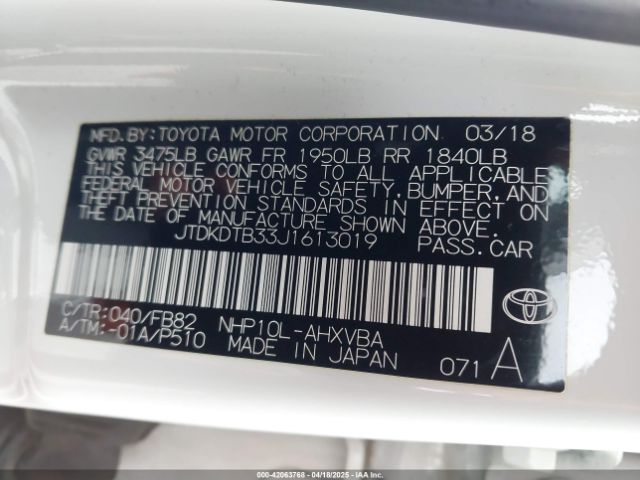 MFD.BY:TOYOTA MOTOR CORPORATION 03/18
GVWR 3475LB GAWR FR 1950LB RR 1840LB
THIS VEHICLE CONFORMS TO ALL APPLICABLE
FEDERAL MOTOR VEHICLE SAFETY,BUMPER,AND
THEFT PREVENTION STANDARDS IN EFFECT ON
THE DATE OF MANUFACTURE SHOWN ABOVE.
JTDKDTB33J1613019 PASS.CAR
C/TR:040/FB82 NHP10L-AHXVBA
A/TM:-01A/P510 MADE IN JAPAN
071 A
TOYOTA
000-42063768 - 04/18/2025 - IAA Inc.